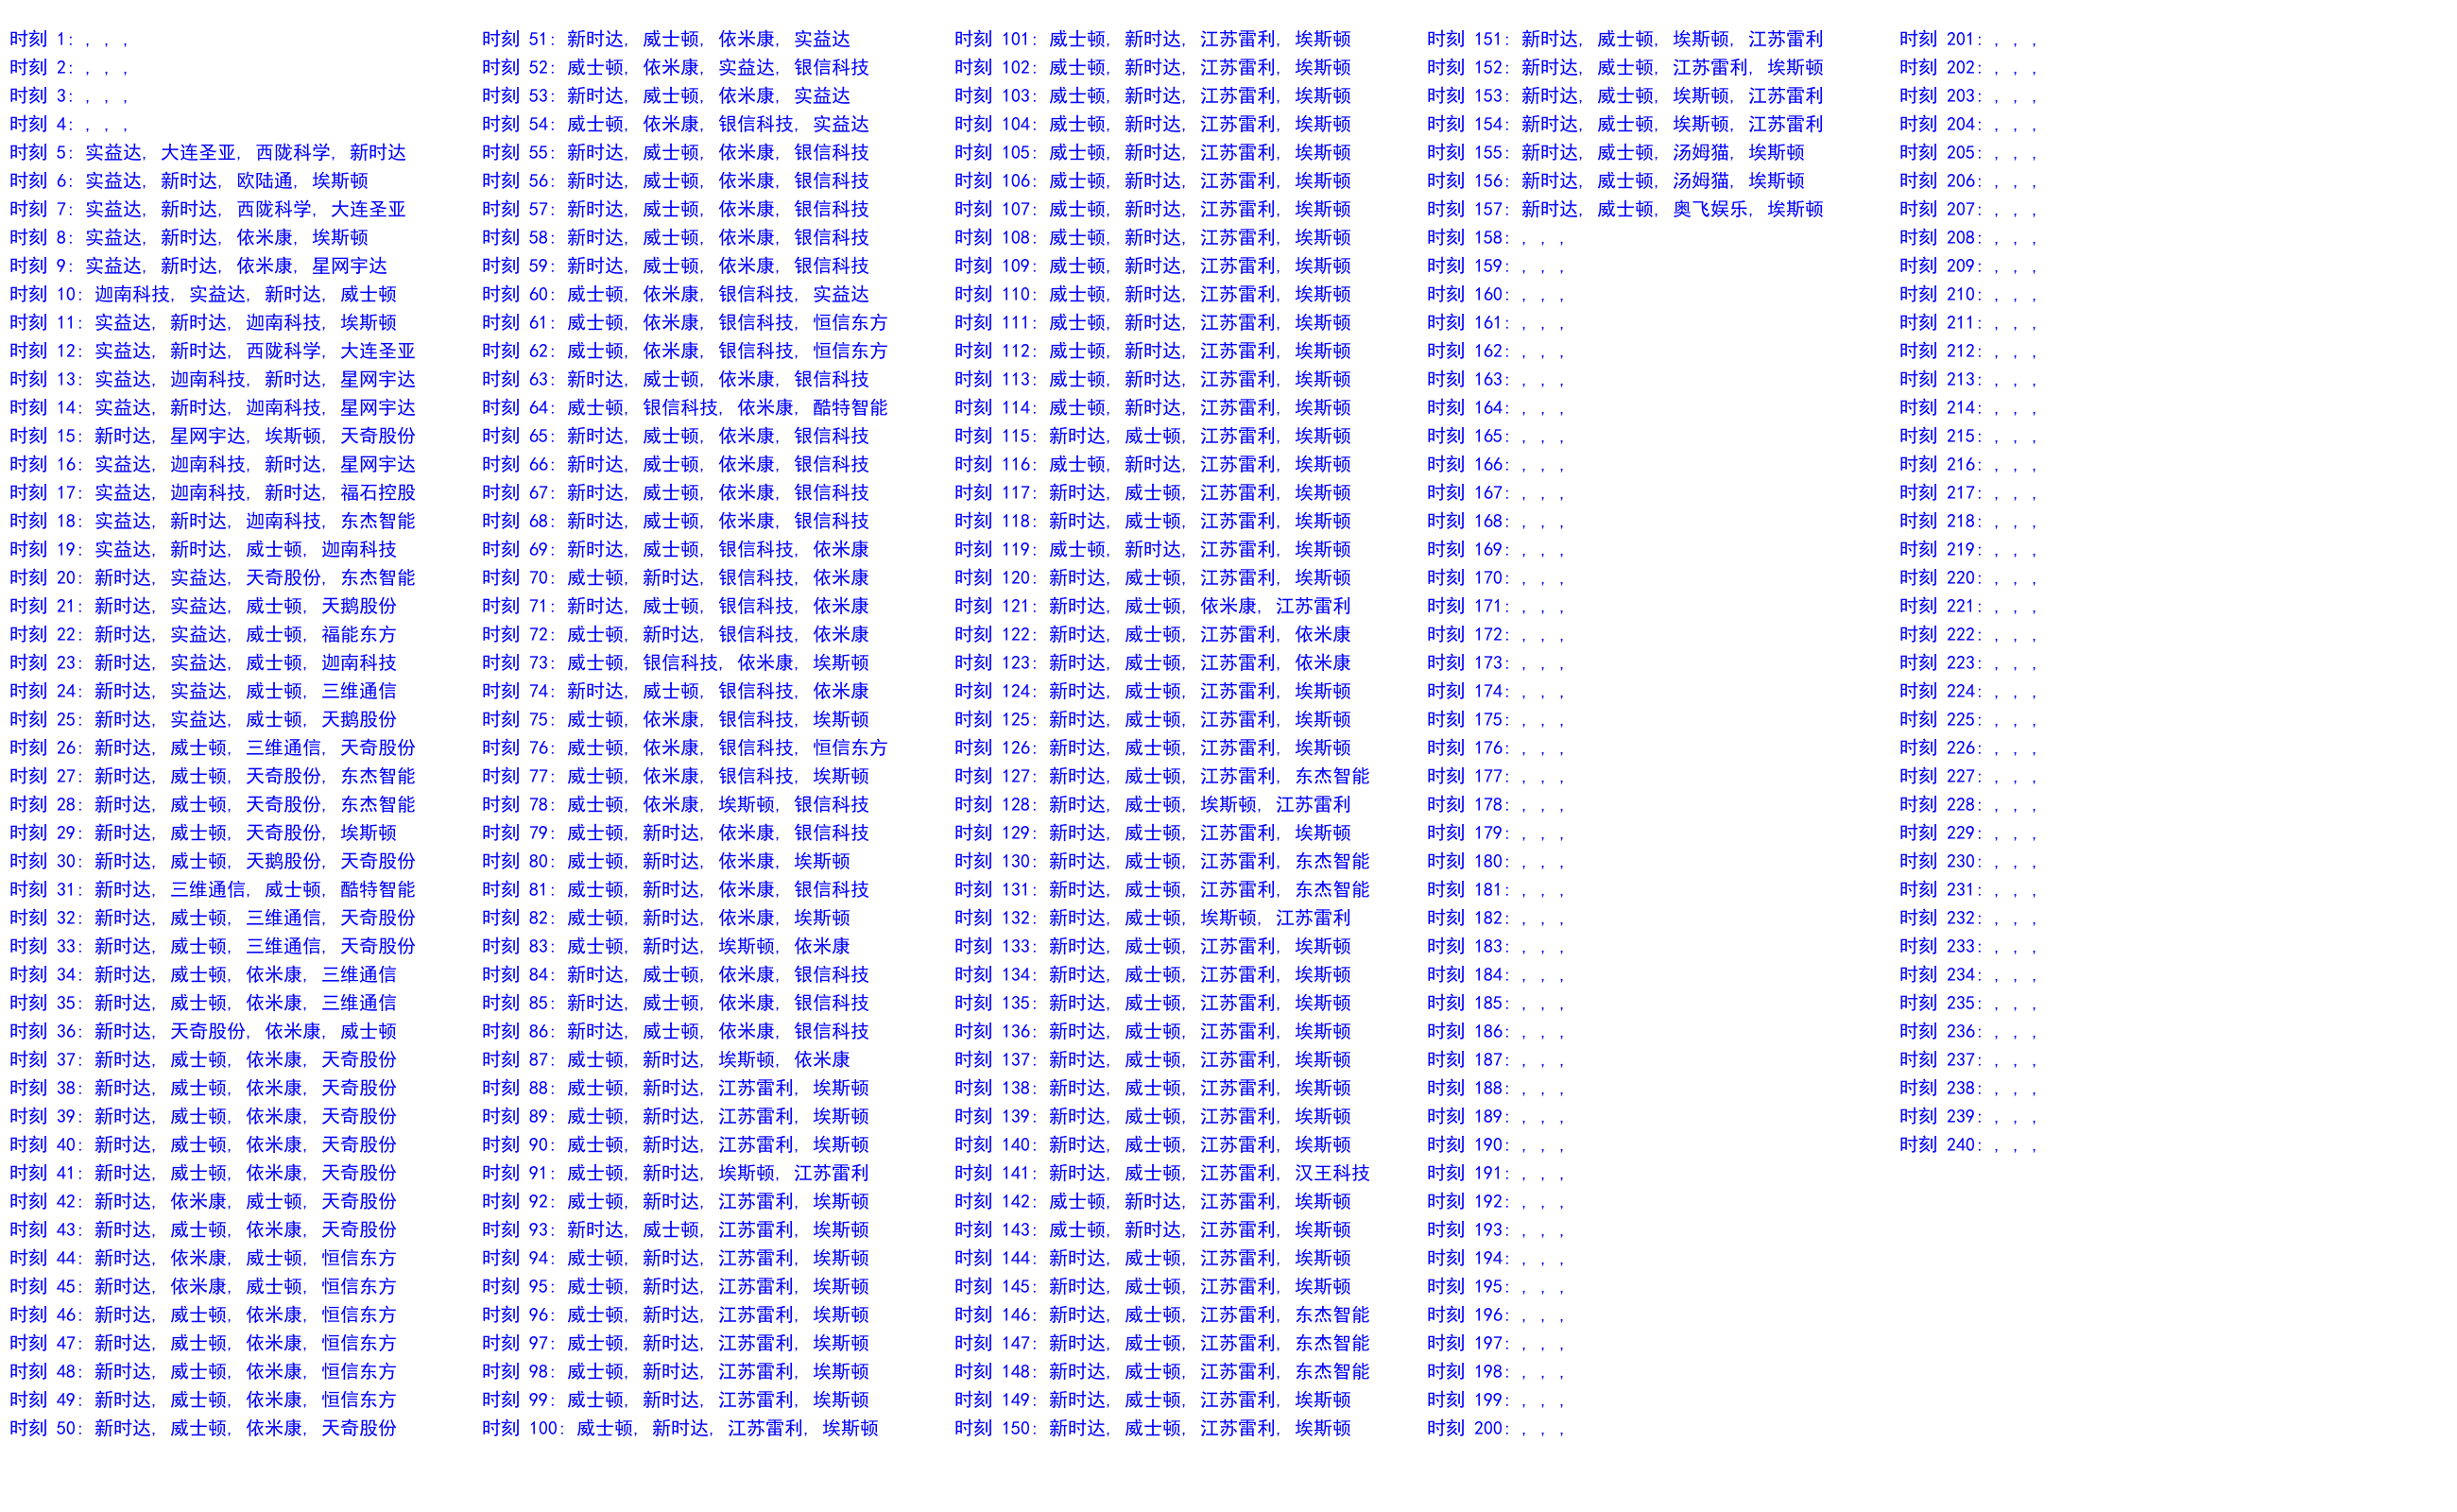 时刻 1: , , ,
时刻 2: , , ,
时刻 3: , , ,
时刻 4: , , ,
时刻 5: 实益达, 大连圣亚, 西陇科学, 新时达
时刻 6: 实益达, 新时达, 欧陆通, 埃斯顿
时刻 7: 实益达, 新时达, 西陇科学, 大连圣亚
时刻 8: 实益达, 新时达, 依米康, 埃斯顿
时刻 9: 实益达, 新时达, 依米康, 星网宇达
时刻 10: 迦南科技, 实益达, 新时达, 威士顿
时刻 11: 实益达, 新时达, 迦南科技, 埃斯顿
时刻 12: 实益达, 新时达, 西陇科学, 大连圣亚
时刻 13: 实益达, 迦南科技, 新时达, 星网宇达
时刻 14: 实益达, 新时达, 迦南科技, 星网宇达
时刻 15: 新时达, 星网宇达, 埃斯顿, 天奇股份
时刻 16: 实益达, 迦南科技, 新时达, 星网宇达
时刻 17: 实益达, 迦南科技, 新时达, 福石控股
时刻 18: 实益达, 新时达, 迦南科技, 东杰智能
时刻 19: 实益达, 新时达, 威士顿, 迦南科技
时刻 20: 新时达, 实益达, 天奇股份, 东杰智能
时刻 21: 新时达, 实益达, 威士顿, 天鹅股份
时刻 22: 新时达, 实益达, 威士顿, 福能东方
时刻 23: 新时达, 实益达, 威士顿, 迦南科技
时刻 24: 新时达, 实益达, 威士顿, 三维通信
时刻 25: 新时达, 实益达, 威士顿, 天鹅股份
时刻 26: 新时达, 威士顿, 三维通信, 天奇股份
时刻 27: 新时达, 威士顿, 天奇股份, 东杰智能
时刻 28: 新时达, 威士顿, 天奇股份, 东杰智能
时刻 29: 新时达, 威士顿, 天奇股份, 埃斯顿
时刻 30: 新时达, 威士顿, 天鹅股份, 天奇股份
时刻 31: 新时达, 三维通信, 威士顿, 酷特智能
时刻 32: 新时达, 威士顿, 三维通信, 天奇股份
时刻 33: 新时达, 威士顿, 三维通信, 天奇股份
时刻 34: 新时达, 威士顿, 依米康, 三维通信
时刻 35: 新时达, 威士顿, 依米康, 三维通信
时刻 36: 新时达, 天奇股份, 依米康, 威士顿
时刻 37: 新时达, 威士顿, 依米康, 天奇股份
时刻 38: 新时达, 威士顿, 依米康, 天奇股份
时刻 39: 新时达, 威士顿, 依米康, 天奇股份
时刻 40: 新时达, 威士顿, 依米康, 天奇股份
时刻 41: 新时达, 威士顿, 依米康, 天奇股份
时刻 42: 新时达, 依米康, 威士顿, 天奇股份
时刻 43: 新时达, 威士顿, 依米康, 天奇股份
时刻 44: 新时达, 依米康, 威士顿, 恒信东方
时刻 45: 新时达, 依米康, 威士顿, 恒信东方
时刻 46: 新时达, 威士顿, 依米康, 恒信东方
时刻 47: 新时达, 威士顿, 依米康, 恒信东方
时刻 48: 新时达, 威士顿, 依米康, 恒信东方
时刻 49: 新时达, 威士顿, 依米康, 恒信东方
时刻 50: 新时达, 威士顿, 依米康, 天奇股份
时刻 51: 新时达, 威士顿, 依米康, 实益达
时刻 52: 威士顿, 依米康, 实益达, 银信科技
时刻 53: 新时达, 威士顿, 依米康, 实益达
时刻 54: 威士顿, 依米康, 银信科技, 实益达
时刻 55: 新时达, 威士顿, 依米康, 银信科技
时刻 56: 新时达, 威士顿, 依米康, 银信科技
时刻 57: 新时达, 威士顿, 依米康, 银信科技
时刻 58: 新时达, 威士顿, 依米康, 银信科技
时刻 59: 新时达, 威士顿, 依米康, 银信科技
时刻 60: 威士顿, 依米康, 银信科技, 实益达
时刻 61: 威士顿, 依米康, 银信科技, 恒信东方
时刻 62: 威士顿, 依米康, 银信科技, 恒信东方
时刻 63: 新时达, 威士顿, 依米康, 银信科技
时刻 64: 威士顿, 银信科技, 依米康, 酷特智能
时刻 65: 新时达, 威士顿, 依米康, 银信科技
时刻 66: 新时达, 威士顿, 依米康, 银信科技
时刻 67: 新时达, 威士顿, 依米康, 银信科技
时刻 68: 新时达, 威士顿, 依米康, 银信科技
时刻 69: 新时达, 威士顿, 银信科技, 依米康
时刻 70: 威士顿, 新时达, 银信科技, 依米康
时刻 71: 新时达, 威士顿, 银信科技, 依米康
时刻 72: 威士顿, 新时达, 银信科技, 依米康
时刻 73: 威士顿, 银信科技, 依米康, 埃斯顿
时刻 74: 新时达, 威士顿, 银信科技, 依米康
时刻 75: 威士顿, 依米康, 银信科技, 埃斯顿
时刻 76: 威士顿, 依米康, 银信科技, 恒信东方
时刻 77: 威士顿, 依米康, 银信科技, 埃斯顿
时刻 78: 威士顿, 依米康, 埃斯顿, 银信科技
时刻 79: 威士顿, 新时达, 依米康, 银信科技
时刻 80: 威士顿, 新时达, 依米康, 埃斯顿
时刻 81: 威士顿, 新时达, 依米康, 银信科技
时刻 82: 威士顿, 新时达, 依米康, 埃斯顿
时刻 83: 威士顿, 新时达, 埃斯顿, 依米康
时刻 84: 新时达, 威士顿, 依米康, 银信科技
时刻 85: 新时达, 威士顿, 依米康, 银信科技
时刻 86: 新时达, 威士顿, 依米康, 银信科技
时刻 87: 威士顿, 新时达, 埃斯顿, 依米康
时刻 88: 威士顿, 新时达, 江苏雷利, 埃斯顿
时刻 89: 威士顿, 新时达, 江苏雷利, 埃斯顿
时刻 90: 威士顿, 新时达, 江苏雷利, 埃斯顿
时刻 91: 威士顿, 新时达, 埃斯顿, 江苏雷利
时刻 92: 威士顿, 新时达, 江苏雷利, 埃斯顿
时刻 93: 新时达, 威士顿, 江苏雷利, 埃斯顿
时刻 94: 威士顿, 新时达, 江苏雷利, 埃斯顿
时刻 95: 威士顿, 新时达, 江苏雷利, 埃斯顿
时刻 96: 威士顿, 新时达, 江苏雷利, 埃斯顿
时刻 97: 威士顿, 新时达, 江苏雷利, 埃斯顿
时刻 98: 威士顿, 新时达, 江苏雷利, 埃斯顿
时刻 99: 威士顿, 新时达, 江苏雷利, 埃斯顿
时刻 100: 威士顿, 新时达, 江苏雷利, 埃斯顿
时刻 101: 威士顿, 新时达, 江苏雷利, 埃斯顿
时刻 102: 威士顿, 新时达, 江苏雷利, 埃斯顿
时刻 103: 威士顿, 新时达, 江苏雷利, 埃斯顿
时刻 104: 威士顿, 新时达, 江苏雷利, 埃斯顿
时刻 105: 威士顿, 新时达, 江苏雷利, 埃斯顿
时刻 106: 威士顿, 新时达, 江苏雷利, 埃斯顿
时刻 107: 威士顿, 新时达, 江苏雷利, 埃斯顿
时刻 108: 威士顿, 新时达, 江苏雷利, 埃斯顿
时刻 109: 威士顿, 新时达, 江苏雷利, 埃斯顿
时刻 110: 威士顿, 新时达, 江苏雷利, 埃斯顿
时刻 111: 威士顿, 新时达, 江苏雷利, 埃斯顿
时刻 112: 威士顿, 新时达, 江苏雷利, 埃斯顿
时刻 113: 威士顿, 新时达, 江苏雷利, 埃斯顿
时刻 114: 威士顿, 新时达, 江苏雷利, 埃斯顿
时刻 115: 新时达, 威士顿, 江苏雷利, 埃斯顿
时刻 116: 威士顿, 新时达, 江苏雷利, 埃斯顿
时刻 117: 新时达, 威士顿, 江苏雷利, 埃斯顿
时刻 118: 新时达, 威士顿, 江苏雷利, 埃斯顿
时刻 119: 威士顿, 新时达, 江苏雷利, 埃斯顿
时刻 120: 新时达, 威士顿, 江苏雷利, 埃斯顿
时刻 121: 新时达, 威士顿, 依米康, 江苏雷利
时刻 122: 新时达, 威士顿, 江苏雷利, 依米康
时刻 123: 新时达, 威士顿, 江苏雷利, 依米康
时刻 124: 新时达, 威士顿, 江苏雷利, 埃斯顿
时刻 125: 新时达, 威士顿, 江苏雷利, 埃斯顿
时刻 126: 新时达, 威士顿, 江苏雷利, 埃斯顿
时刻 127: 新时达, 威士顿, 江苏雷利, 东杰智能
时刻 128: 新时达, 威士顿, 埃斯顿, 江苏雷利
时刻 129: 新时达, 威士顿, 江苏雷利, 埃斯顿
时刻 130: 新时达, 威士顿, 江苏雷利, 东杰智能
时刻 131: 新时达, 威士顿, 江苏雷利, 东杰智能
时刻 132: 新时达, 威士顿, 埃斯顿, 江苏雷利
时刻 133: 新时达, 威士顿, 江苏雷利, 埃斯顿
时刻 134: 新时达, 威士顿, 江苏雷利, 埃斯顿
时刻 135: 新时达, 威士顿, 江苏雷利, 埃斯顿
时刻 136: 新时达, 威士顿, 江苏雷利, 埃斯顿
时刻 137: 新时达, 威士顿, 江苏雷利, 埃斯顿
时刻 138: 新时达, 威士顿, 江苏雷利, 埃斯顿
时刻 139: 新时达, 威士顿, 江苏雷利, 埃斯顿
时刻 140: 新时达, 威士顿, 江苏雷利, 埃斯顿
时刻 141: 新时达, 威士顿, 江苏雷利, 汉王科技
时刻 142: 威士顿, 新时达, 江苏雷利, 埃斯顿
时刻 143: 威士顿, 新时达, 江苏雷利, 埃斯顿
时刻 144: 新时达, 威士顿, 江苏雷利, 埃斯顿
时刻 145: 新时达, 威士顿, 江苏雷利, 埃斯顿
时刻 146: 新时达, 威士顿, 江苏雷利, 东杰智能
时刻 147: 新时达, 威士顿, 江苏雷利, 东杰智能
时刻 148: 新时达, 威士顿, 江苏雷利, 东杰智能
时刻 149: 新时达, 威士顿, 江苏雷利, 埃斯顿
时刻 150: 新时达, 威士顿, 江苏雷利, 埃斯顿
时刻 151: 新时达, 威士顿, 埃斯顿, 江苏雷利
时刻 152: 新时达, 威士顿, 江苏雷利, 埃斯顿
时刻 153: 新时达, 威士顿, 埃斯顿, 江苏雷利
时刻 154: 新时达, 威士顿, 埃斯顿, 江苏雷利
时刻 155: 新时达, 威士顿, 汤姆猫, 埃斯顿
时刻 156: 新时达, 威士顿, 汤姆猫, 埃斯顿
时刻 157: 新时达, 威士顿, 奥飞娱乐, 埃斯顿
时刻 158: , , ,
时刻 159: , , ,
时刻 160: , , ,
时刻 161: , , ,
时刻 162: , , ,
时刻 163: , , ,
时刻 164: , , ,
时刻 165: , , ,
时刻 166: , , ,
时刻 167: , , ,
时刻 168: , , ,
时刻 169: , , ,
时刻 170: , , ,
时刻 171: , , ,
时刻 172: , , ,
时刻 173: , , ,
时刻 174: , , ,
时刻 175: , , ,
时刻 176: , , ,
时刻 177: , , ,
时刻 178: , , ,
时刻 179: , , ,
时刻 180: , , ,
时刻 181: , , ,
时刻 182: , , ,
时刻 183: , , ,
时刻 184: , , ,
时刻 185: , , ,
时刻 186: , , ,
时刻 187: , , ,
时刻 188: , , ,
时刻 189: , , ,
时刻 190: , , ,
时刻 191: , , ,
时刻 192: , , ,
时刻 193: , , ,
时刻 194: , , ,
时刻 195: , , ,
时刻 196: , , ,
时刻 197: , , ,
时刻 198: , , ,
时刻 199: , , ,
时刻 200: , , ,
时刻 201: , , ,
时刻 202: , , ,
时刻 203: , , ,
时刻 204: , , ,
时刻 205: , , ,
时刻 206: , , ,
时刻 207: , , ,
时刻 208: , , ,
时刻 209: , , ,
时刻 210: , , ,
时刻 211: , , ,
时刻 212: , , ,
时刻 213: , , ,
时刻 214: , , ,
时刻 215: , , ,
时刻 216: , , ,
时刻 217: , , ,
时刻 218: , , ,
时刻 219: , , ,
时刻 220: , , ,
时刻 221: , , ,
时刻 222: , , ,
时刻 223: , , ,
时刻 224: , , ,
时刻 225: , , ,
时刻 226: , , ,
时刻 227: , , ,
时刻 228: , , ,
时刻 229: , , ,
时刻 230: , , ,
时刻 231: , , ,
时刻 232: , , ,
时刻 233: , , ,
时刻 234: , , ,
时刻 235: , , ,
时刻 236: , , ,
时刻 237: , , ,
时刻 238: , , ,
时刻 239: , , ,
时刻 240: , , ,